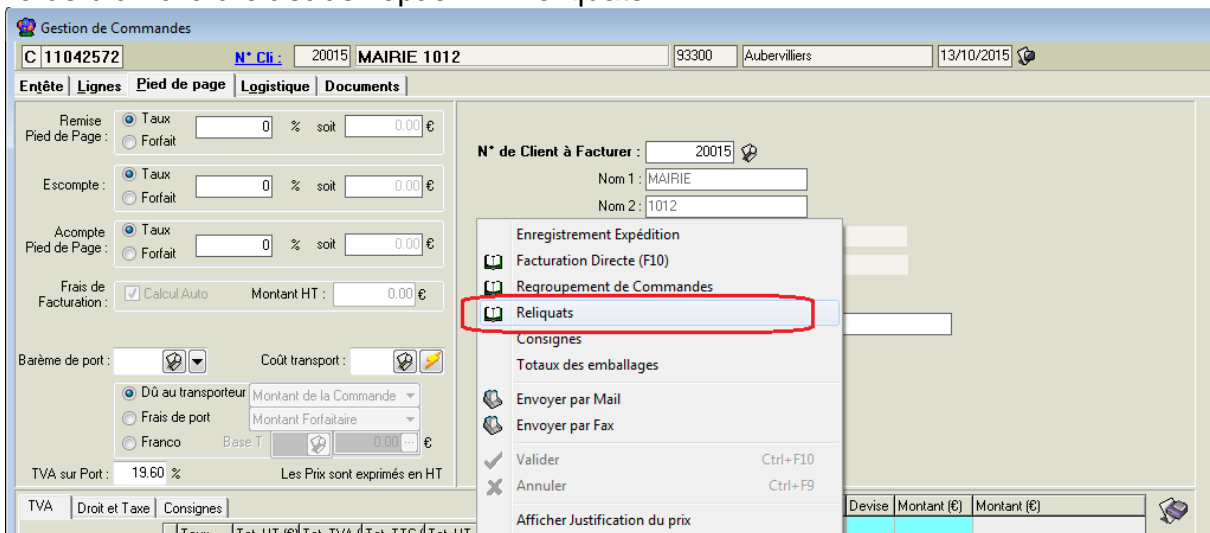 Gestion de Commandes
C 11042572 N° Cli : 20015 MAIRIE 1012 93300 Aubervilliers 13/10/2015
Entête Lignes Pied de page Logistique Documents
Remise Pied de Page : Taux Forfait 0 % soit 0.00 €
N° de Client à Facturer : 20015
Nom 1 : MAIRIE
Nom 2 : 1012
Escompte : Taux Forfait 0 % soit 0.00 €
Acompte Pied de Page : Taux Forfait 0 % soit 0.00 €
Frais de Facturation : Calcul Auto Montant HT : 0.00 €
Barème de port : Coût transport :
Dû au transporteur Montant de la Commande
Frais de port Montant Forfaitaire
Franco Base T 0.00 ... €
TVA sur Port : 19.60 % Les Prix sont exprimés en HT
Enregistrement Expédition
Facturation Directe (F10)
Regroupement de Commandes
Reliquats
Consignes
Totaux des emballages
Envoyer par Mail
Envoyer par Fax
Valider Ctrl+F10
Annuler Ctrl+F9
Afficher Justification du prix
TVA Droit et Taxe Consignes
Devise Montant (€) Montant (€)